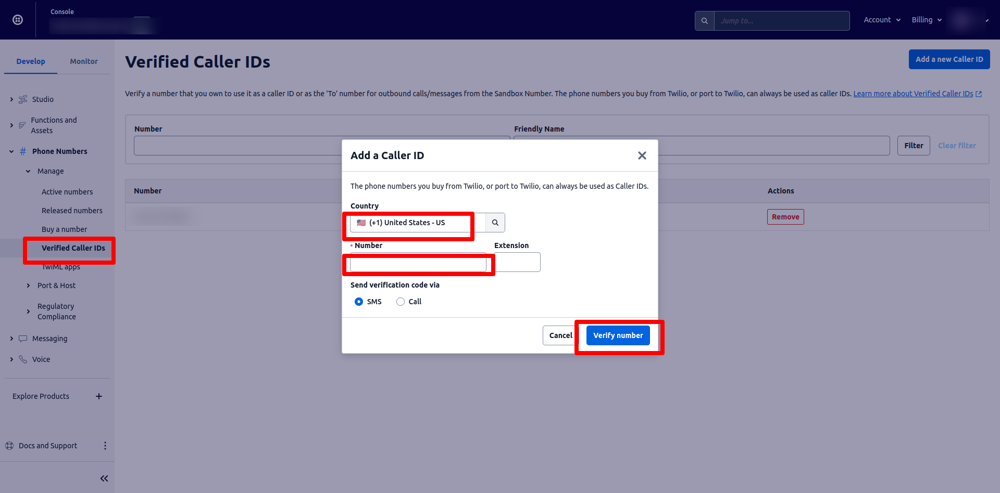 Console
Jump to...
Account
Billing
Develop
Monitor
Studio
Functions and
Assets
Phone Numbers
Manage
Active numbers
Released numbers
Buy a number
Verified Caller IDs
TwiML apps
Port & Host
Regulatory
Compliance
Messaging
Voice
Explore Products
Docs and Support
Verified Caller IDs
Add a new Caller ID
Verify a number that you own to use it as a caller ID or as the 'To' number for outbound calls/messages from the Sandbox Number. The phone numbers you buy from Twilio, or port to Twilio, can always be used as caller IDs. Learn more about Verified Caller IDs
Number
Friendly Name
Filter
Clear filter
Number
Actions
Remove
Add a Caller ID
The phone numbers you buy from Twilio, or port to Twilio, can always be used as Caller IDs.
Country
(+1) United States - US
Number
Extension
Send verification code via
SMS
Call
Cancel
Verify number